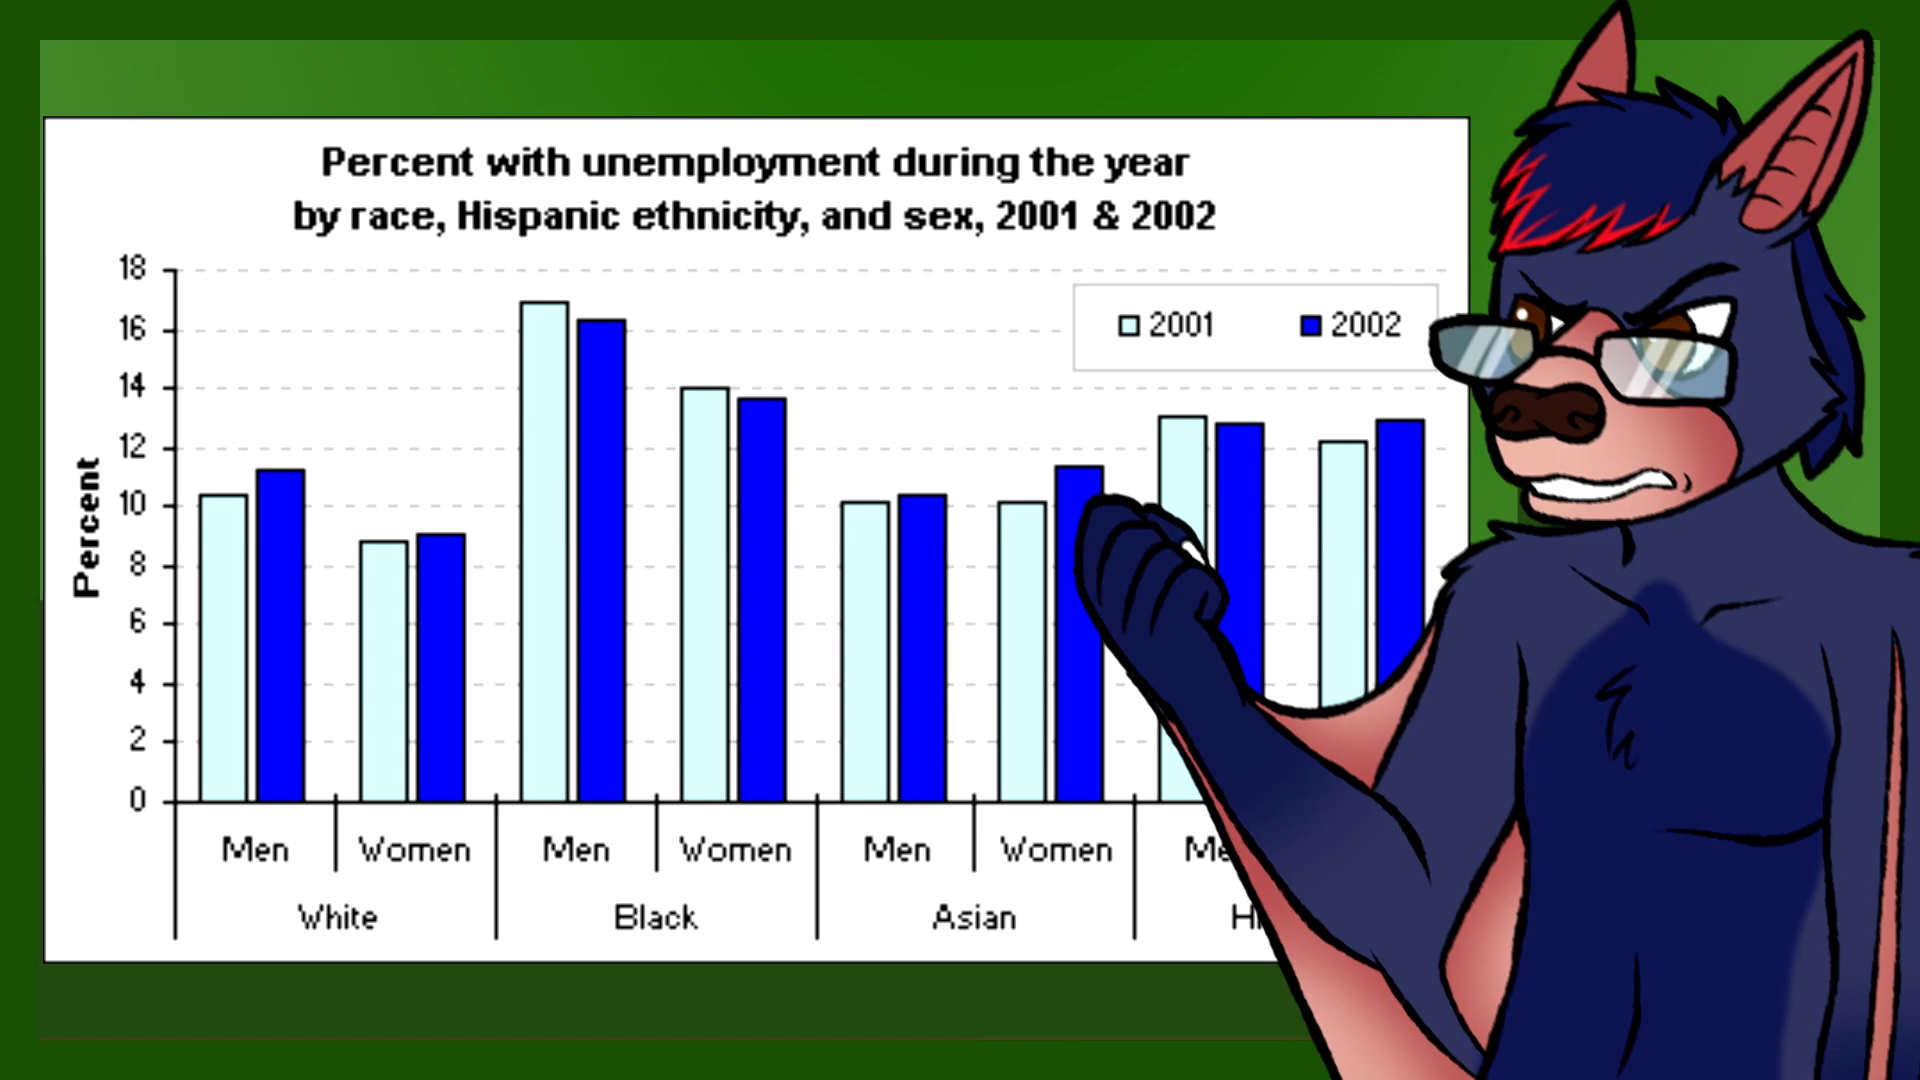 Percent with unemployment during the year
by race, Hispanic ethnicity, and sex, 2001 & 2002
18
2001 2002
16
14
12
10
8
6
4
2
0
Percent
Men Women Men Women Men Women
White Black Asian